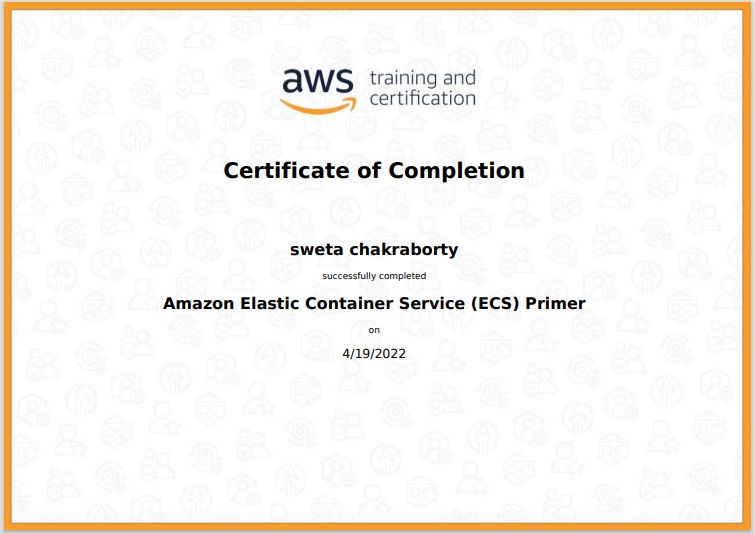 aws training and
certification
Certificate of Completion
sweta chakraborty
successfully completed
Amazon Elastic Container Service (ECS) Primer
on
4/19/2022